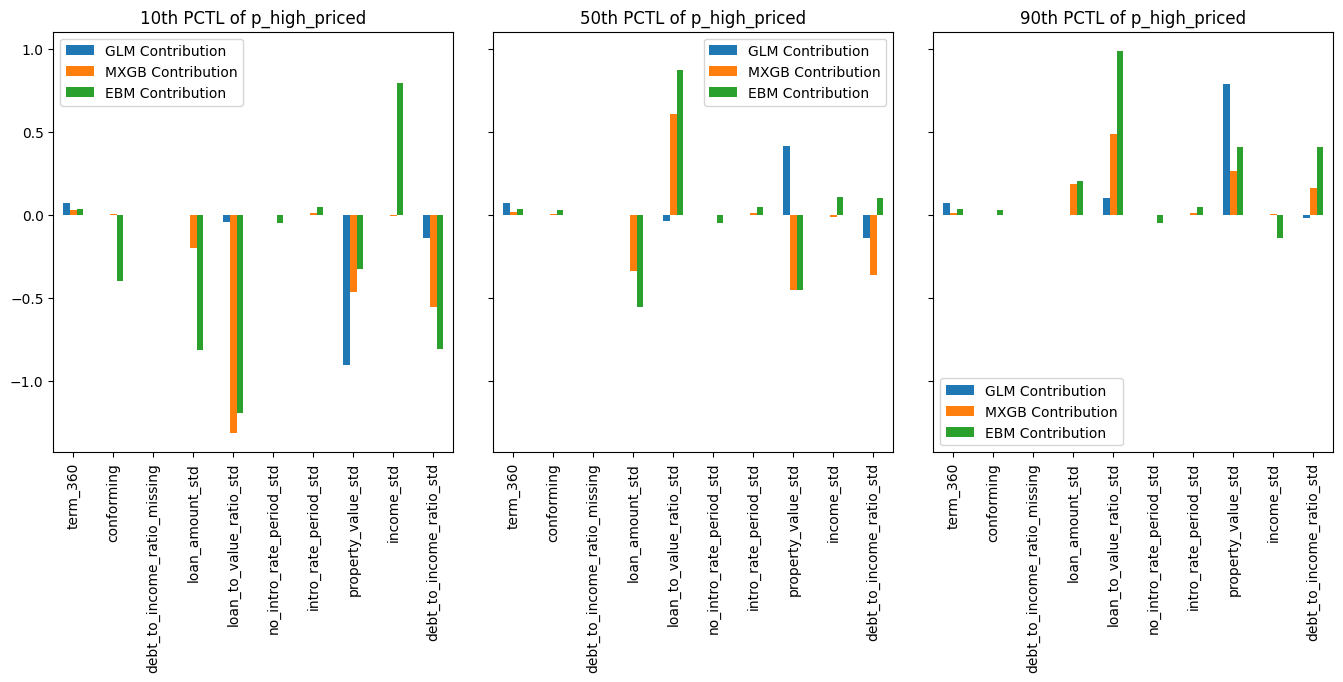 10th PCTL of p_high_priced
GLM Contribution
MXGB Contribution
EBM Contribution
1.0
0.5
0.0
−0.5
−1.0
term_360
conforming
debt_to_income_ratio_missing
loan_amount_std
loan_to_value_ratio_std
no_intro_rate_period_std
intro_rate_period_std
property_value_std
income_std
debt_to_income_ratio_std
50th PCTL of p_high_priced
GLM Contribution
MXGB Contribution
EBM Contribution
term_360
conforming
debt_to_income_ratio_missing
loan_amount_std
loan_to_value_ratio_std
no_intro_rate_period_std
intro_rate_period_std
property_value_std
income_std
debt_to_income_ratio_std
90th PCTL of p_high_priced
GLM Contribution
MXGB Contribution
EBM Contribution
term_360
conforming
debt_to_income_ratio_missing
loan_amount_std
loan_to_value_ratio_std
no_intro_rate_period_std
intro_rate_period_std
property_value_std
income_std
debt_to_income_ratio_std